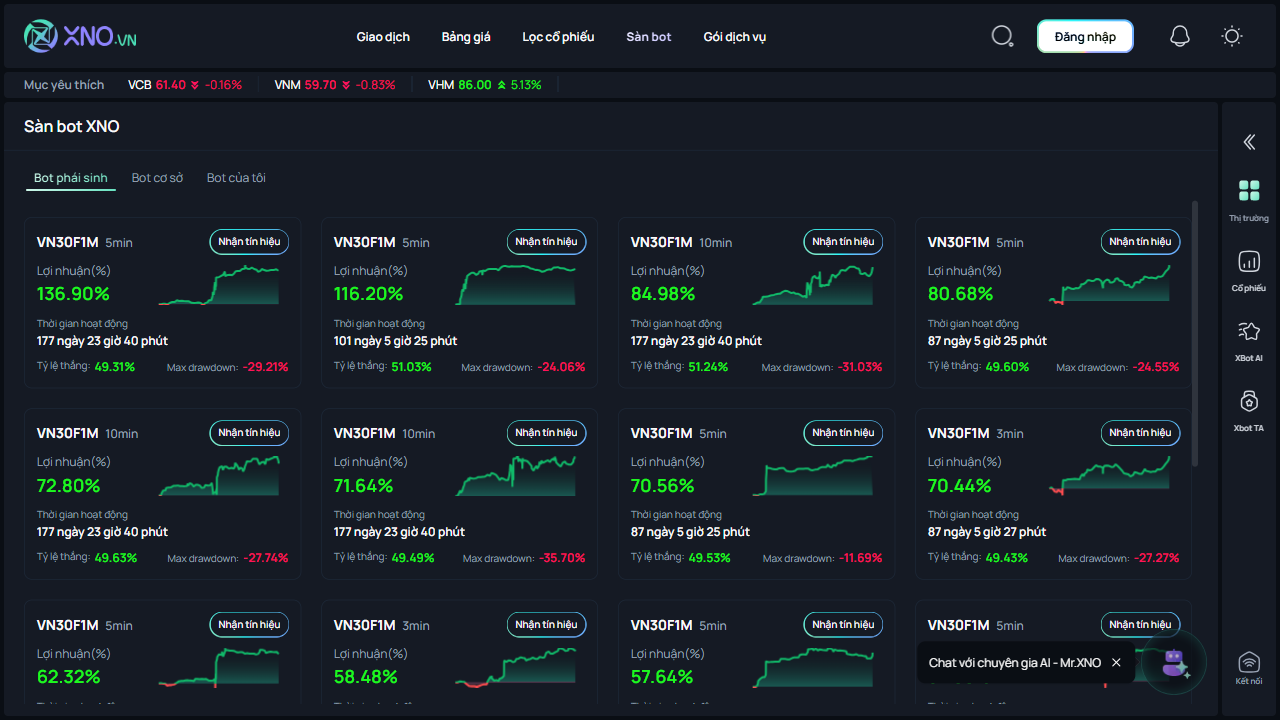 XNO.VN
Giao dịch Bảng giá Lọc cổ phiếu Sàn bot Gói dịch vụ
Đăng nhập
Mục yêu thích VCB 61.40 -0.16% VNM 59.70 -0.83% VHM 86.00 5.13%
Sàn bot XNO
Bot phái sinh Bot cơ sở Bot của tôi
VN30F1M 5min Nhận tín hiệu
Lợi nhuận(%)
136.90%
Thời gian hoạt động
177 ngày 23 giờ 40 phút
Tỷ lệ thắng: 49.31% Max drawdown: -29.21%
VN30F1M 5min Nhận tín hiệu
Lợi nhuận(%)
116.20%
Thời gian hoạt động
101 ngày 5 giờ 25 phút
Tỷ lệ thắng: 51.03% Max drawdown: -24.06%
VN30F1M 10min Nhận tín hiệu
Lợi nhuận(%)
84.98%
Thời gian hoạt động
177 ngày 23 giờ 40 phút
Tỷ lệ thắng: 51.24% Max drawdown: -31.03%
VN30F1M 5min Nhận tín hiệu
Lợi nhuận(%)
80.68%
Thời gian hoạt động
87 ngày 5 giờ 25 phút
Tỷ lệ thắng: 49.60% Max drawdown: -24.55%
VN30F1M 10min Nhận tín hiệu
Lợi nhuận(%)
72.80%
Thời gian hoạt động
177 ngày 23 giờ 40 phút
Tỷ lệ thắng: 49.63% Max drawdown: -27.74%
VN30F1M 10min Nhận tín hiệu
Lợi nhuận(%)
71.64%
Thời gian hoạt động
177 ngày 23 giờ 40 phút
Tỷ lệ thắng: 49.49% Max drawdown: -35.70%
VN30F1M 5min Nhận tín hiệu
Lợi nhuận(%)
70.56%
Thời gian hoạt động
87 ngày 5 giờ 25 phút
Tỷ lệ thắng: 49.53% Max drawdown: -11.69%
VN30F1M 3min Nhận tín hiệu
Lợi nhuận(%)
70.44%
Thời gian hoạt động
87 ngày 5 giờ 27 phút
Tỷ lệ thắng: 49.43% Max drawdown: -27.27%
VN30F1M 5min Nhận tín hiệu
Lợi nhuận(%)
62.32%
VN30F1M 3min Nhận tín hiệu
Lợi nhuận(%)
58.48%
VN30F1M 5min Nhận tín hiệu
Lợi nhuận(%)
57.64%
VN30F1M 5min Nhận tín hiệu
Chat với chuyên gia AI - Mr.XNO
Thị trường
Cổ phiếu
XBot AI
Xbot TA
Kết nối